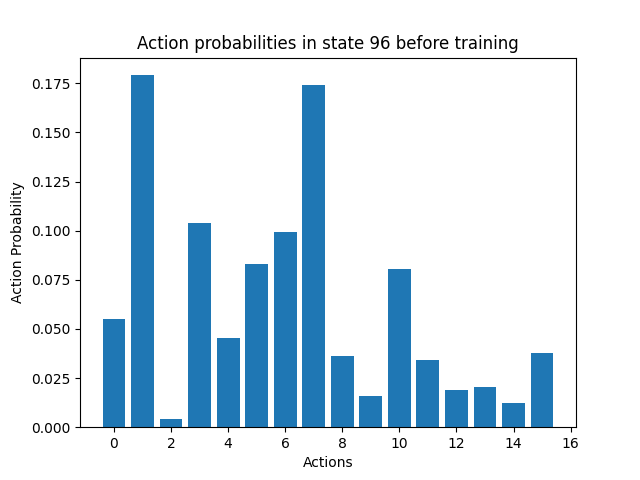 Action probabilities in state 96 before training
0.175
0.150
0.125
0.100
0.075
0.050
0.025
0.000
Action Probability
0 2 4 6 8 10 12 14 16
Actions